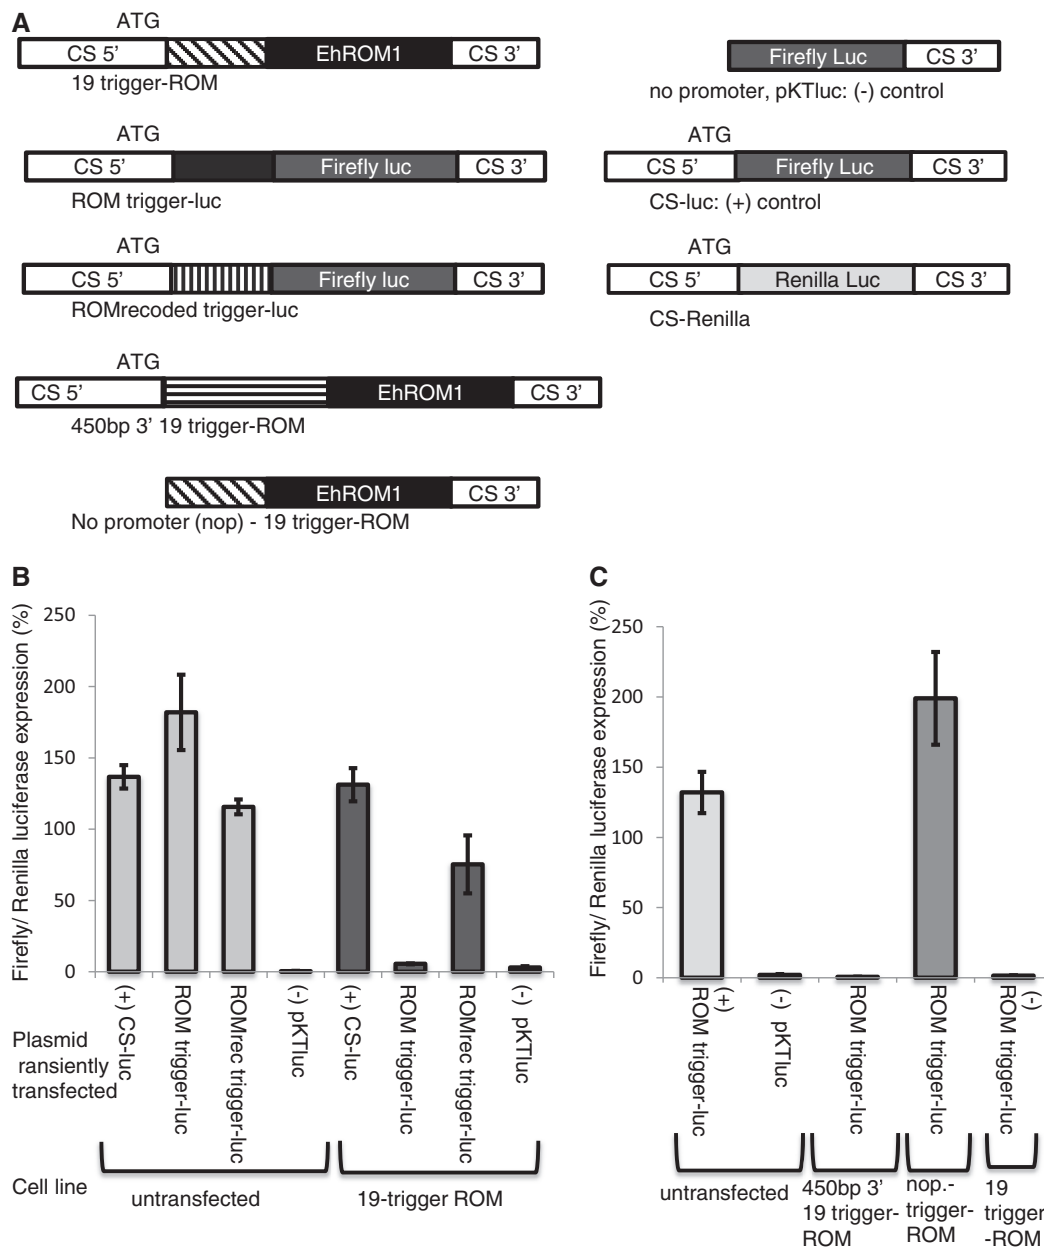 A
ATG
CS 5' EhROM1 CS 3'
19 trigger-ROM
ATG
CS 5' Firefly luc CS 3'
ROM trigger-luc
ATG
CS 5' Firefly luc CS 3'
ROMrecoded trigger-luc
ATG
CS 5' EhROM1 CS 3'
450bp 3' 19 trigger-ROM
EhROM1 CS 3'
No promoter (nop) - 19 trigger-ROM
Firefly Luc CS 3'
no promoter, pKTluc: (-) control
ATG
CS 5' Firefly Luc CS 3'
CS-luc: (+) control
ATG
CS 5' Renilla Luc CS 3'
CS-Renilla
B
Firefly/ Renilla luciferase expression (%)
250
200
150
100
50
0
(+) CS-luc
ROM trigger-luc
ROMrec trigger-luc
(-) pKTluc
(+) CS-luc
ROM trigger-luc
ROMrec trigger-luc
(-) pKTluc
Plasmid
ransiently
transfected
Cell line
untransfected
19-trigger ROM
C
Firefly/ Renilla luciferase expression (%)
250
200
150
100
50
0
(+)
ROM trigger-luc
(-) pKTluc
ROM trigger-luc
ROM trigger-luc
(-)
ROM trigger-luc
untransfected
450bp 3'
19 trigger-
ROM
nop.-
trigger-
ROM
19
trigger
-ROM